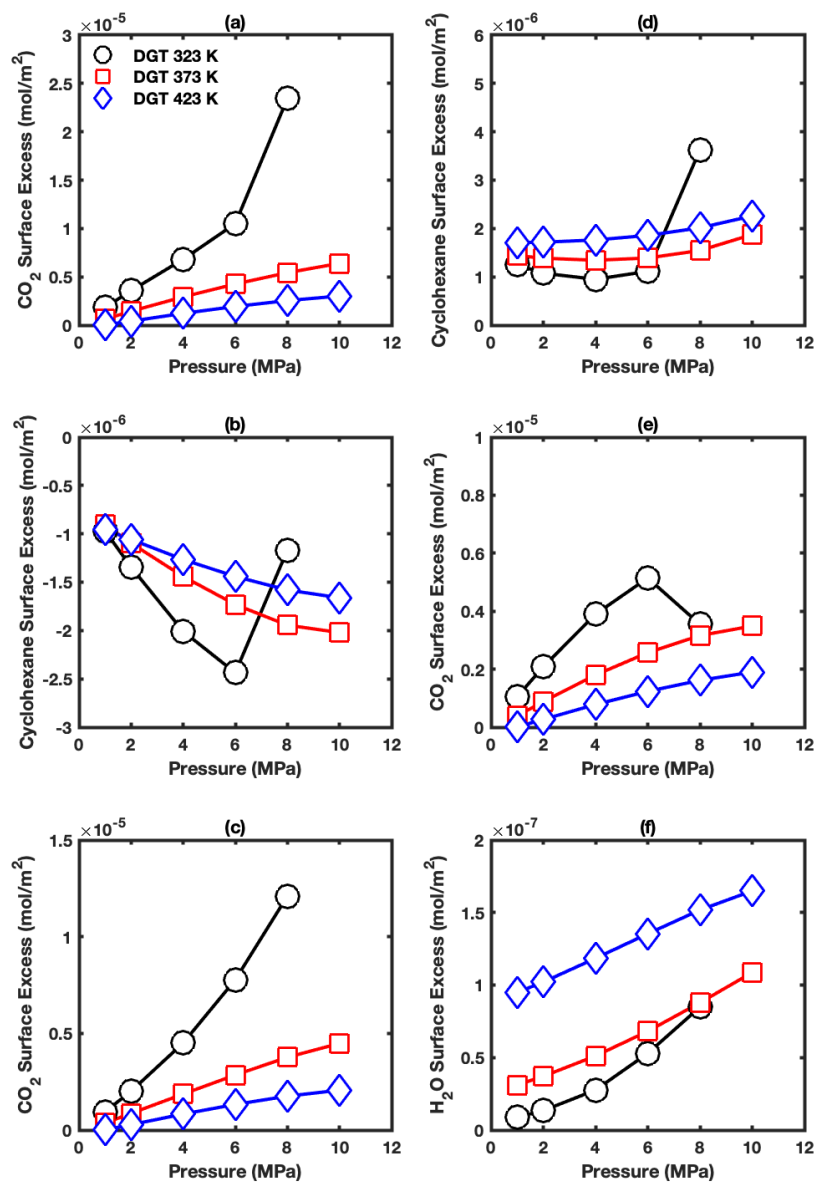 (a)
×10⁻⁵
3
2.5
2
1.5
1
0.5
0
CO₂ Surface Excess (mol/m²)
DGT 323 K
DGT 373 K
DGT 423 K
0 2 4 6 8 10 12
Pressure (MPa)
(d)
×10⁻⁶
6
5
4
3
2
1
0
Cyclohexane Surface Excess (mol/m²)
0 2 4 6 8 10 12
Pressure (MPa)
(b)
×10⁻⁶
0
-0.5
-1
-1.5
-2
-2.5
-3
Cyclohexane Surface Excess (mol/m²)
0 2 4 6 8 10 12
Pressure (MPa)
(e)
×10⁻⁵
1
0.8
0.6
0.4
0.2
0
CO₂ Surface Excess (mol/m²)
0 2 4 6 8 10 12
Pressure (MPa)
(c)
×10⁻⁵
1.5
1
0.5
0
CO₂ Surface Excess (mol/m²)
0 2 4 6 8 10 12
Pressure (MPa)
(f)
×10⁻⁷
2
1.5
1
0.5
0
H₂O Surface Excess (mol/m²)
0 2 4 6 8 10 12
Pressure (MPa)